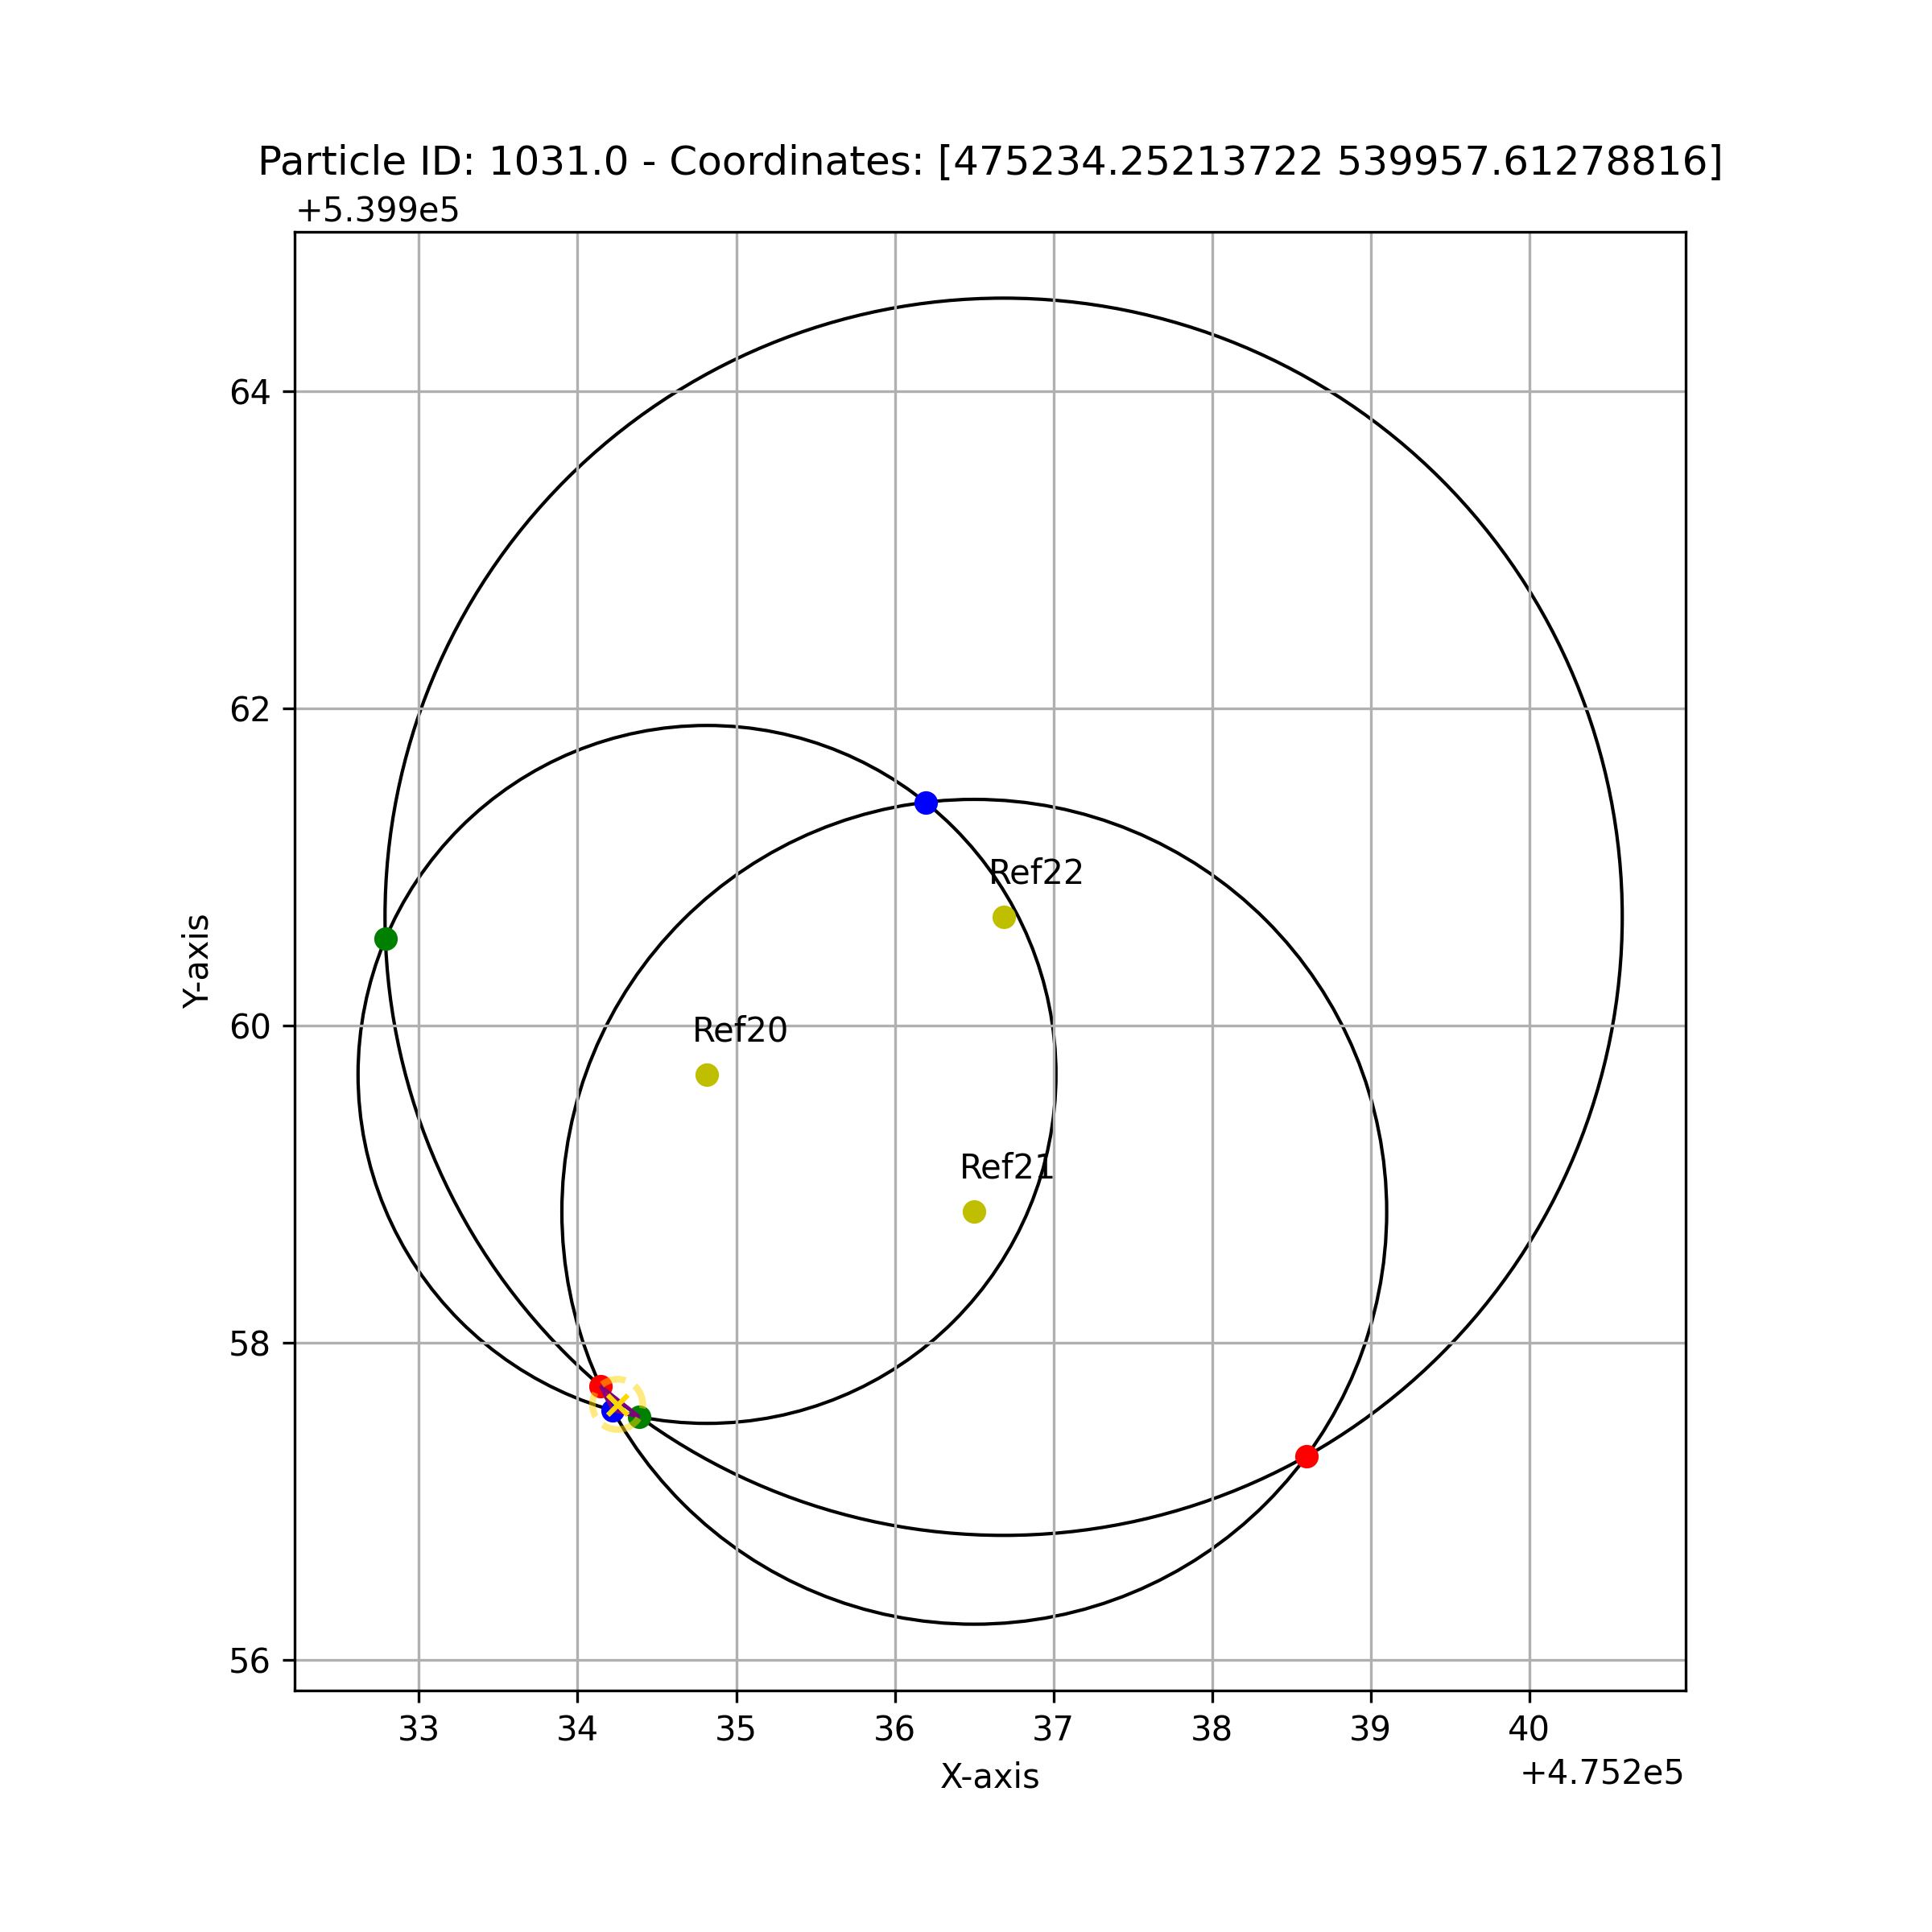 Particle ID: 1031.0 - Coordinates: [475234.25213722 539957.61278816]
+5.399e5
64
62
Ref22
Y-axis
60
Ref20
Ref21
58
56
33 34 35 36 37 38 39 40
X-axis
+4.752e5